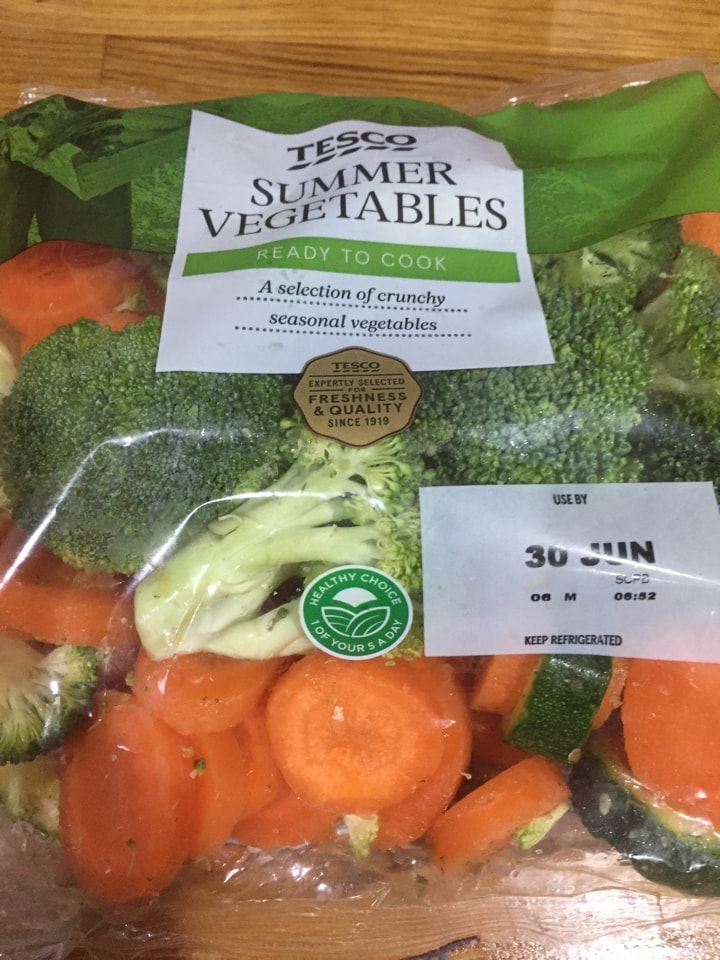 TESCO
SUMMER
VEGETABLES
READY TO COOK
A selection of crunchy
seasonal vegetables
TESCO
EXPERTLY SELECTED
FOR
FRESHNESS
& QUALITY
SINCE 1919
USE BY
30 JUN
06 M 06:52
KEEP REFRIGERATED
HEALTHY CHOICE
1 OF YOUR 5 A DAY